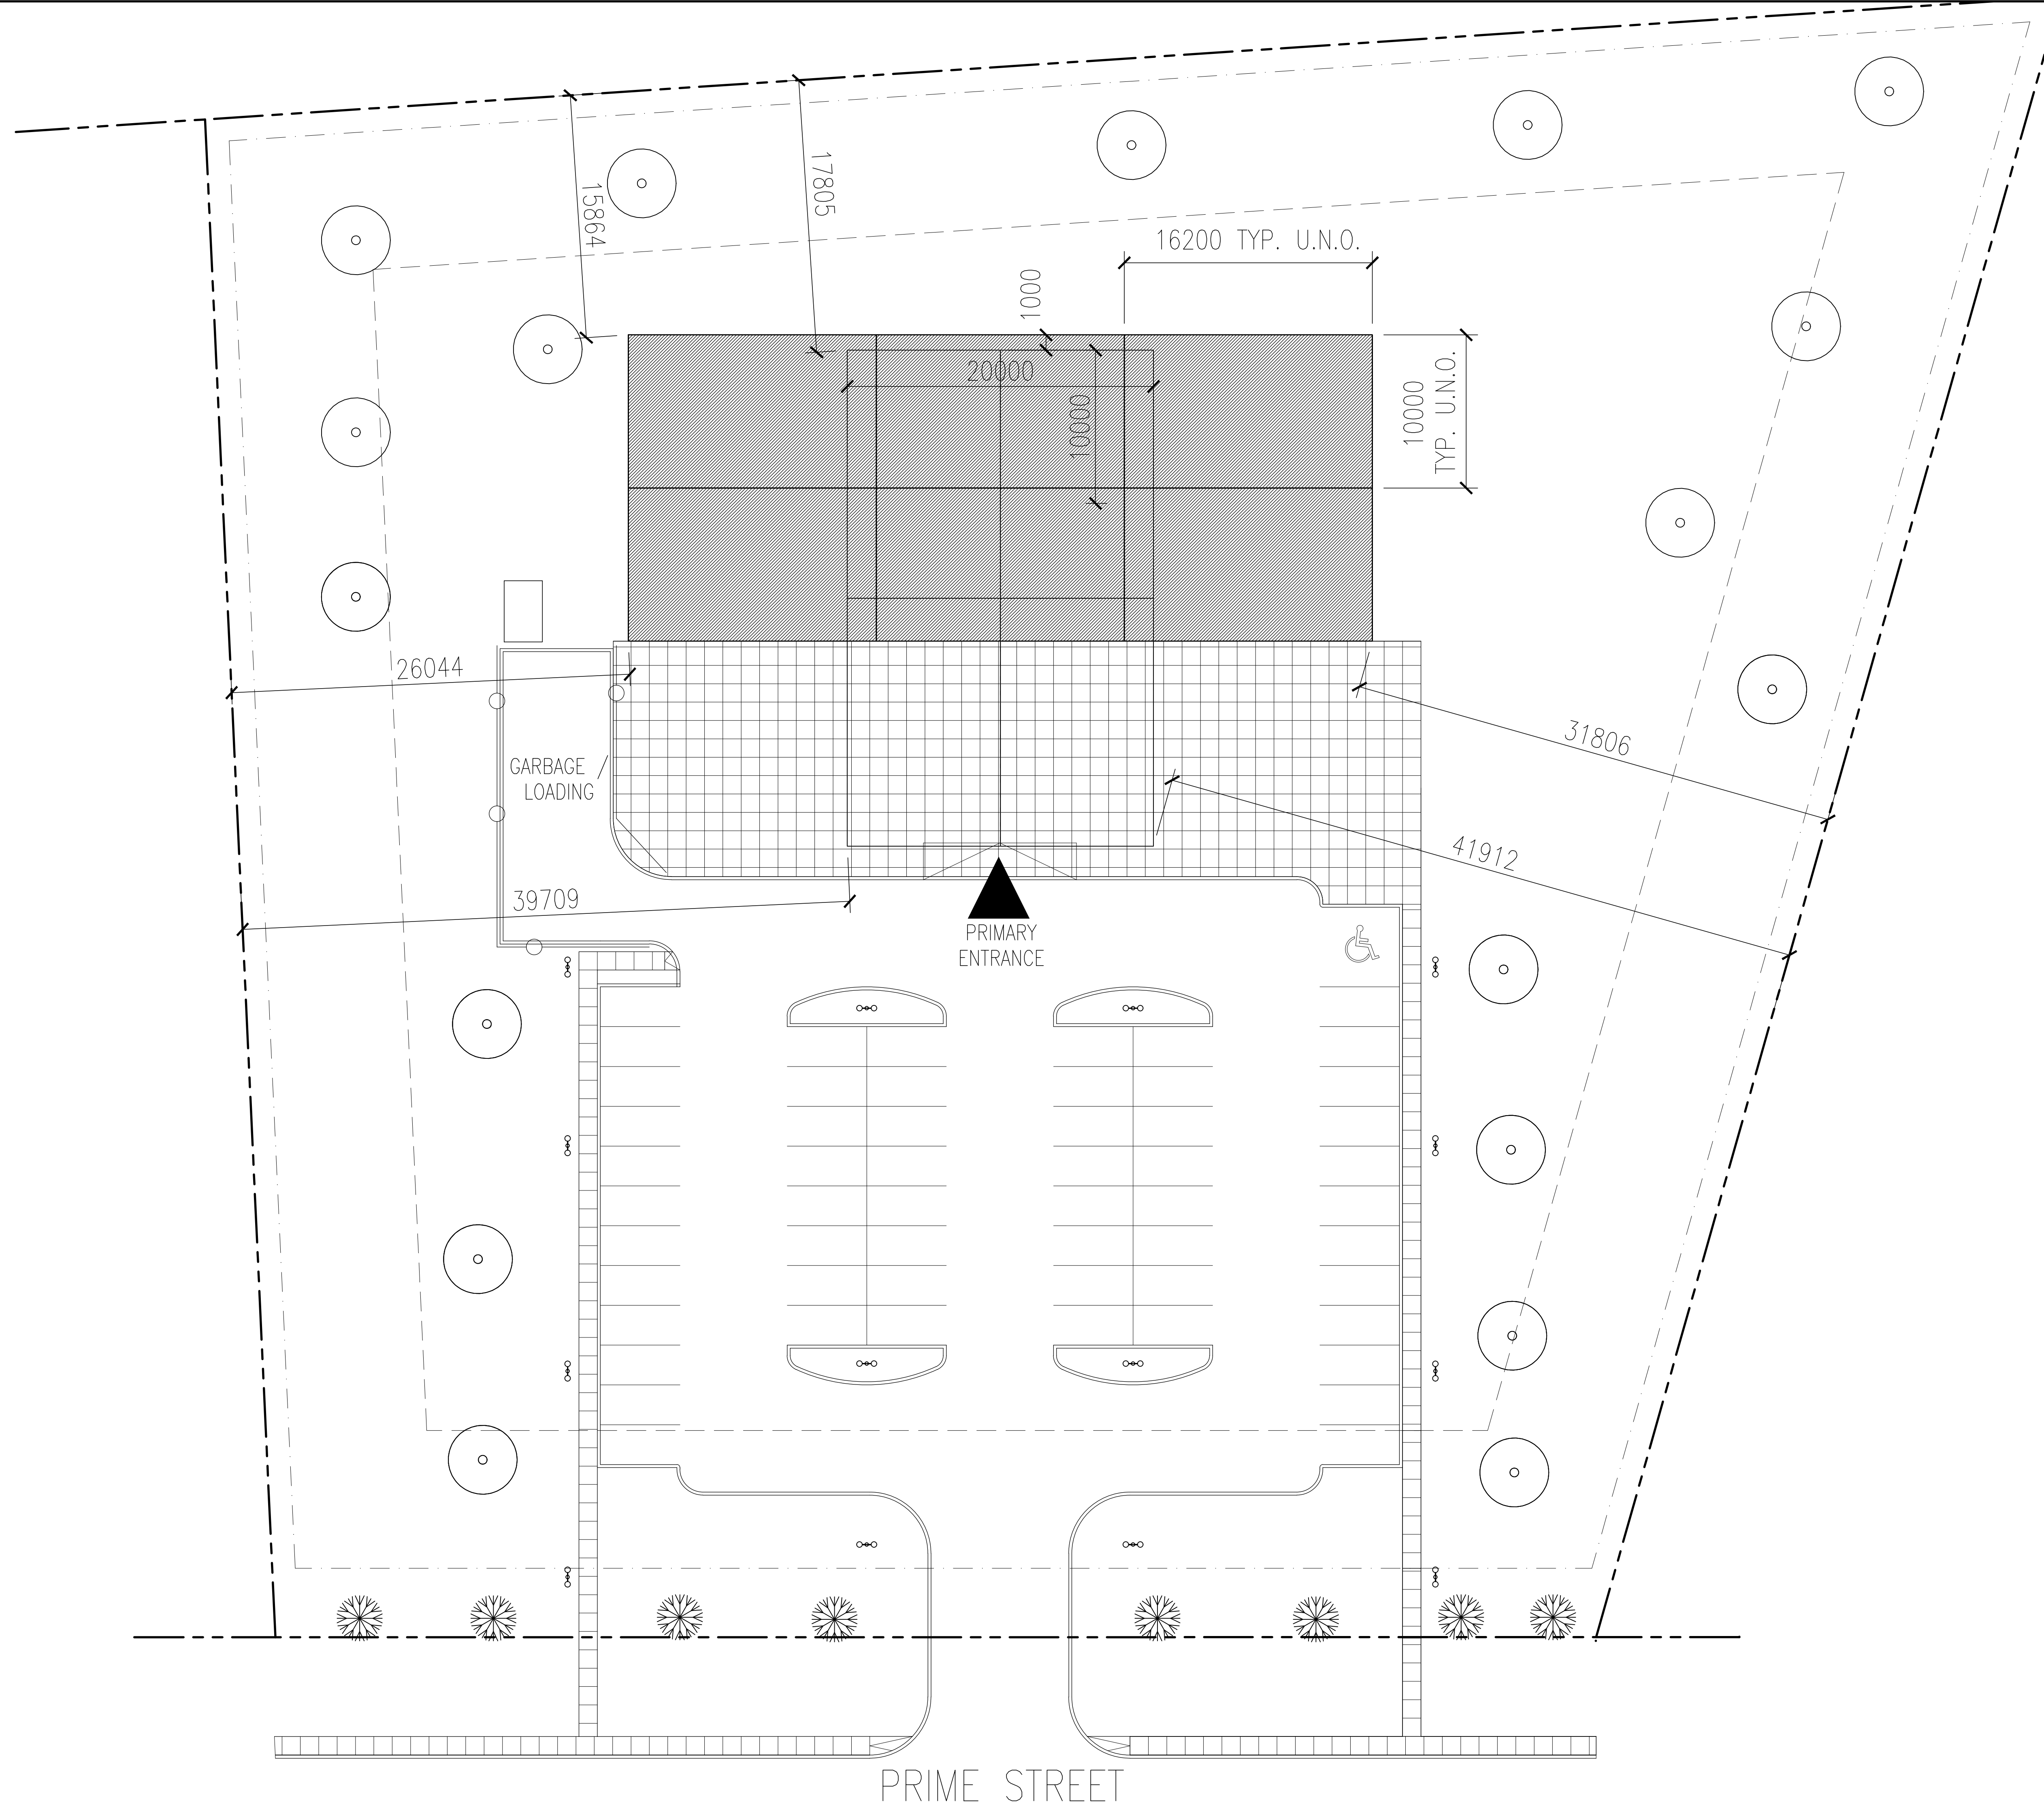 15864
17805
16200 TYP. U.N.O.
1000
20000
10000
10000
TYP. U.N.O.
26044
31806
GARBAGE
LOADING
41912
39709
PRIMARY
ENTRANCE
PRIME STREET